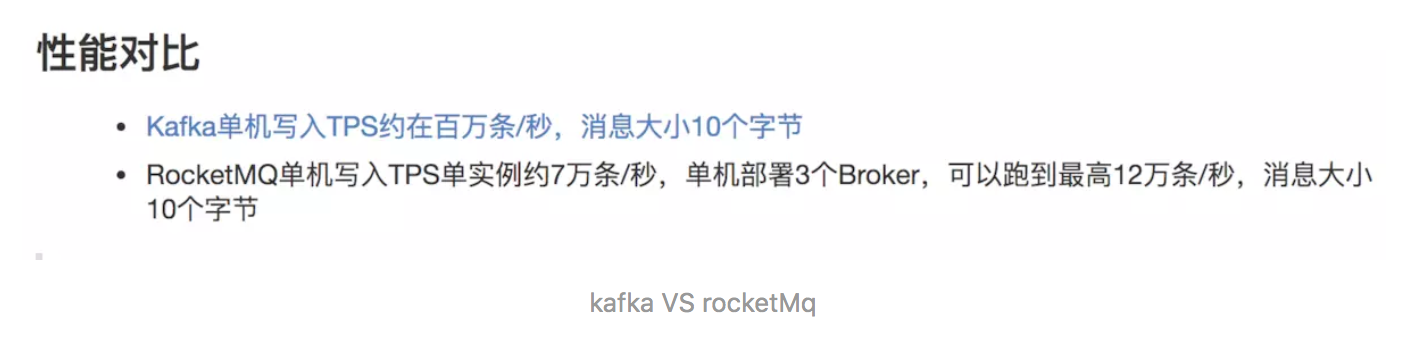 性能对比
• Kafka单机写入TPS约在百万条/秒，消息大小10个字节
• RocketMQ单机写入TPS单实例约7万条/秒，单机部署3个Broker，可以跑到最高12万条/秒，消息大小
10个字节
kafka VS rocketMq